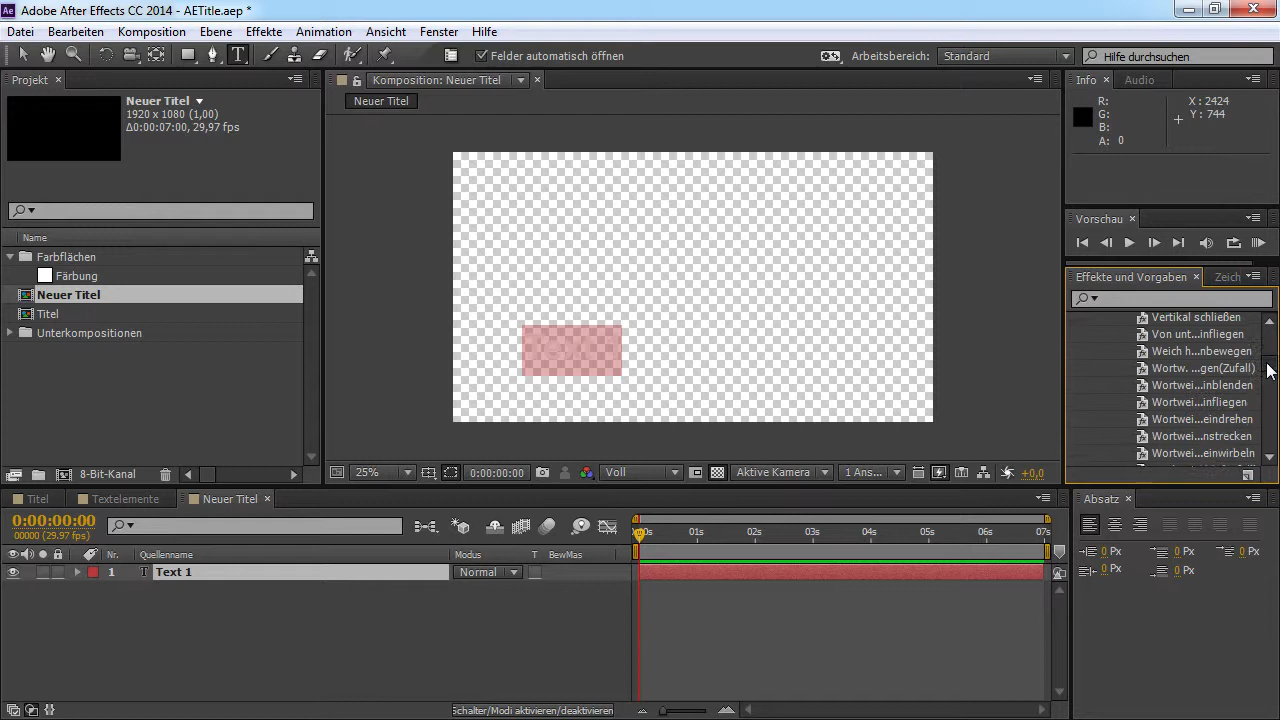 Adobe After Effects CC 2014 - AETitle.aep *
Datei Bearbeiten Komposition Ebene Effekte Animation Ansicht Fenster Hilfe
Felder automatisch öffnen Arbeitsbereich: Standard Hilfe durchsuchen
Projekt
Neuer Titel
1920 x 1080 (1,00)
Δ0:00:07:00, 29,97 fps
Name
Farbflächen
Färbung
Neuer Titel
Titel
Unterkompositionen
8-Bit-Kanal
Komposition: Neuer Titel
Neuer Titel
25% 0:00:00:00 Voll Aktive Kamera 1 Ans... +0,0
Info Audio
R: X : 2424
G: Y : 744
B:
A: 0
Vorschau
Effekte und Vorgaben Zeich
Vertikal schließen
Von unt...infliegen
Weich h...nbewegen
Wortw. ...gen(Zufall)
Wortwei...inblenden
Wortwei...infliegen
Wortwei...eindrehen
Wortwei...nstrecken
Wortwei...einwirbeln
Titel Textelemente Neuer Titel
0:00:00:00
00000 (29.97 fps)
Nr. Quellenname Modus T BewMas
1 T Text 1 Normal
01s 02s 03s 04s 05s 06s 07s
Schalter/Modi aktivieren/deaktivieren
Absatz
0 Px 0 Px 0 Px
0 Px 0 Px